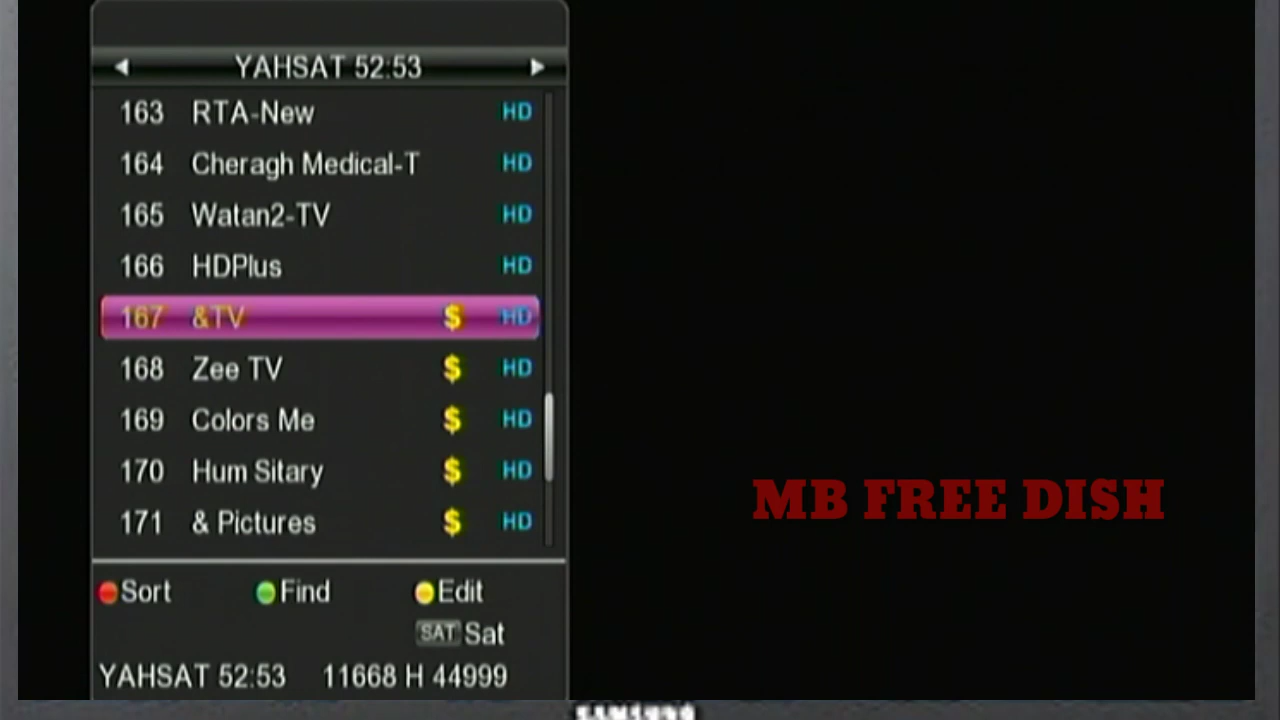 YAHSAT 52:53
163 RTA-New HD
164 Cheragh Medical-T HD
165 Watan2-TV HD
166 HDPlus HD
167 &TV $ HD
168 Zee TV $ HD
169 Colors Me $ HD
170 Hum Sitary $ HD
171 & Pictures $ HD
MB FREE DISH
Sort Find Edit
SAT Sat
YAHSAT 52:53 11668 H 44999
SAMSUNG